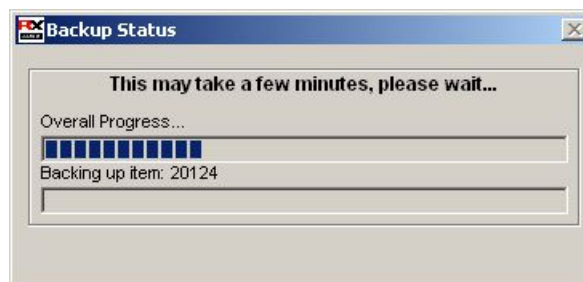 Backup Status
This may take a few minutes, please wait...
Overall Progress...
Backing up item: 20124